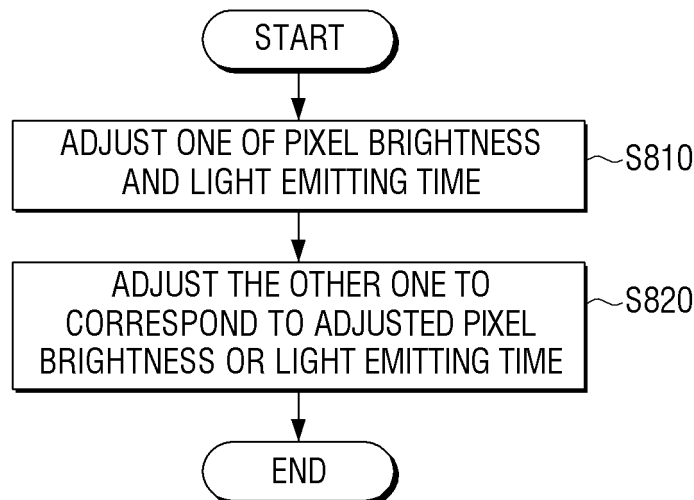 START
ADJUST ONE OF PIXEL BRIGHTNESS
AND LIGHT EMITTING TIME
S810
ADJUST THE OTHER ONE TO
CORRESPOND TO ADJUSTED PIXEL
BRIGHTNESS OR LIGHT EMITTING TIME
S820
END